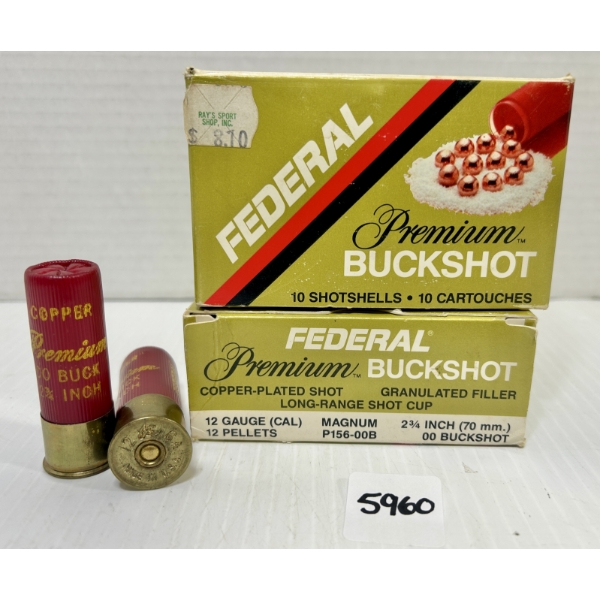 RAY'S SPORT
SHOP, INC.
$ 8.10
FEDERAL
Premium™
BUCKSHOT
10 SHOTSHELLS • 10 CARTOUCHES
FEDERAL®
Premium™ BUCKSHOT
COPPER-PLATED SHOT GRANULATED FILLER
LONG-RANGE SHOT CUP
12 GAUGE (CAL) MAGNUM 2¾ INCH (70 mm.)
12 PELLETS P156-00B 00 BUCKSHOT
COPPER
Premium
BUCK
INCH
5960